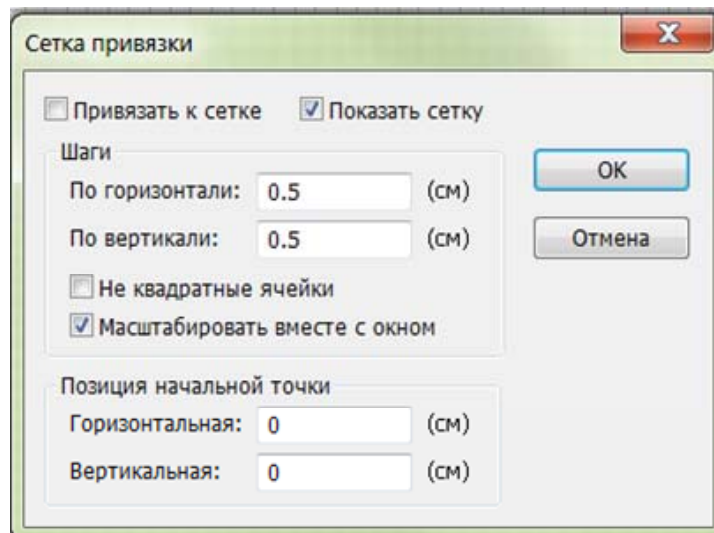 Сетка привязки
Привязать к сетке Показать сетку
Шаги
По горизонтали: 0.5 (см)
По вертикали: 0.5 (см)
Не квадратные ячейки
Масштабировать вместе с окном
OK
Отмена
Позиция начальной точки
Горизонтальная: 0 (см)
Вертикальная: 0 (см)